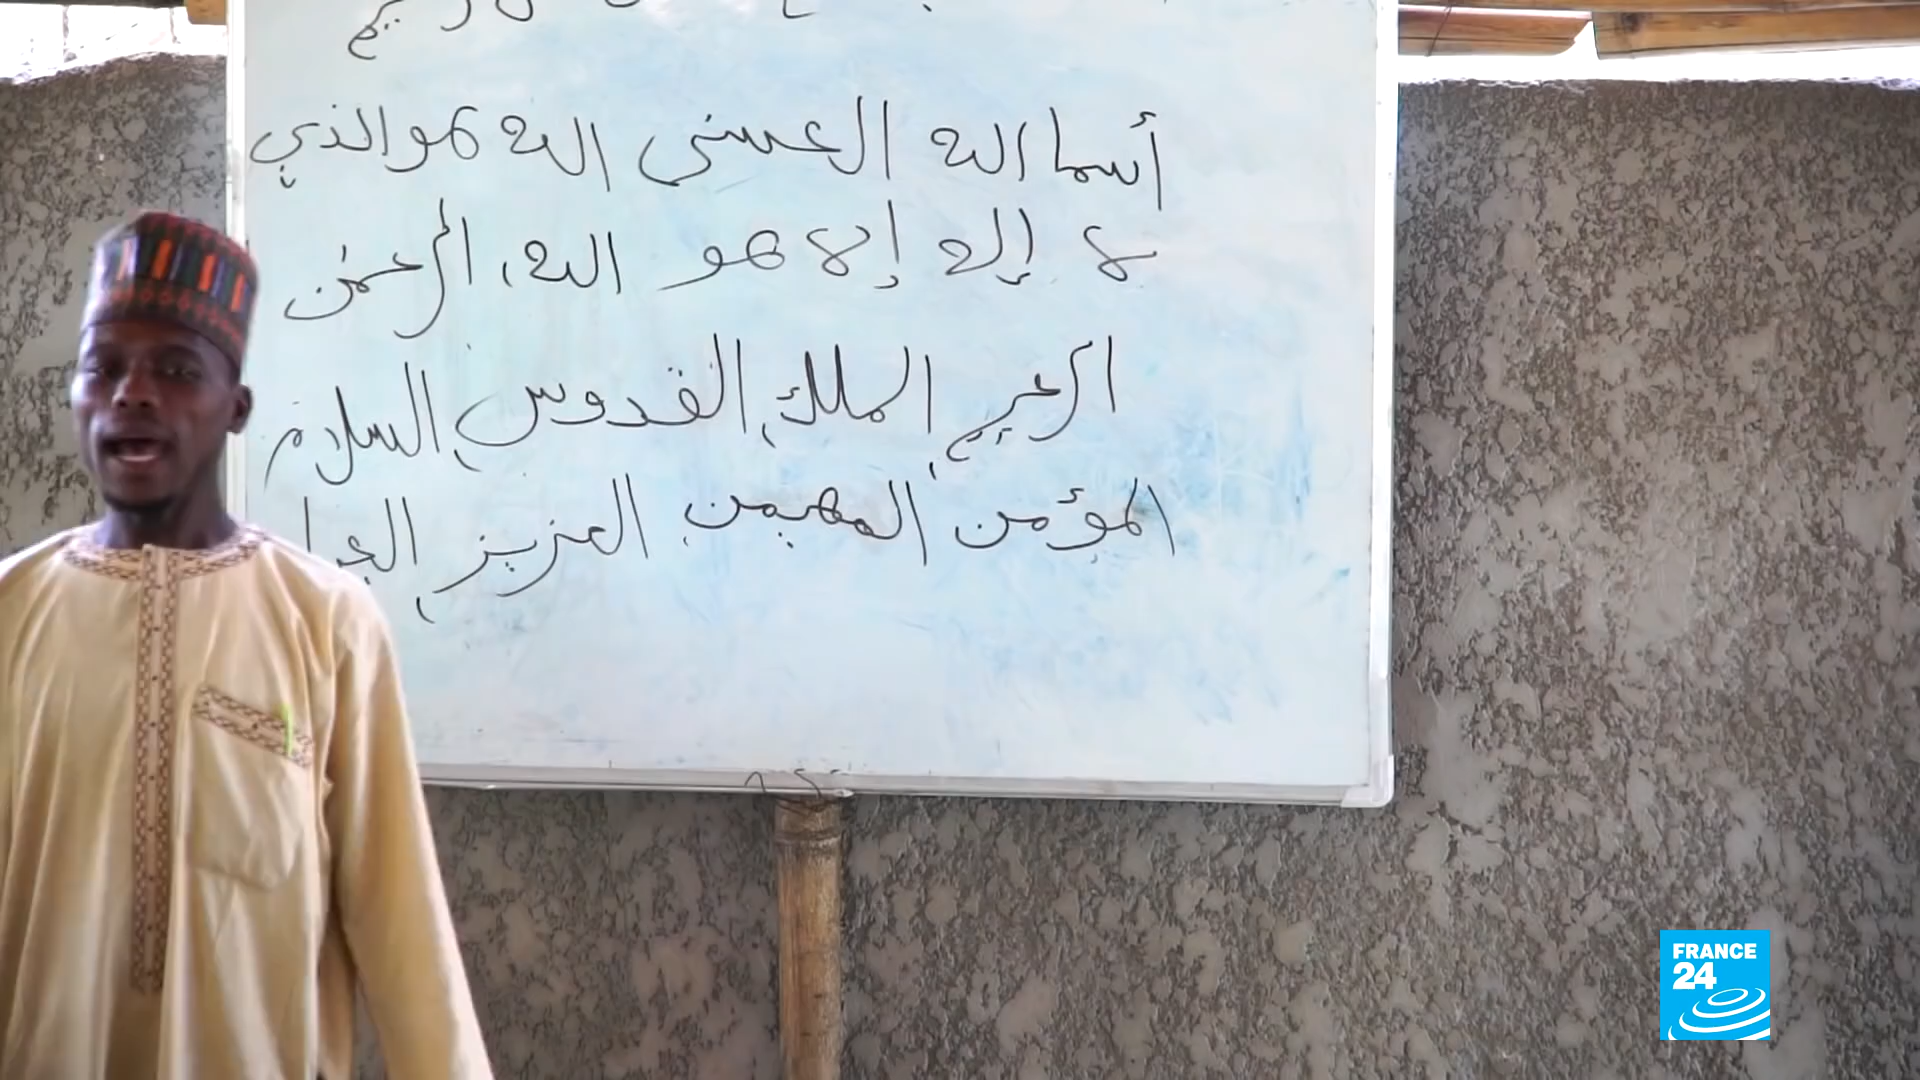 أسما الله الحسنى الله هو الذي
لا إله إلا هو الله، الرحمن
الرحيم الملك القدوس السلام
المؤمن المهيمن العزيز
FRANCE
24